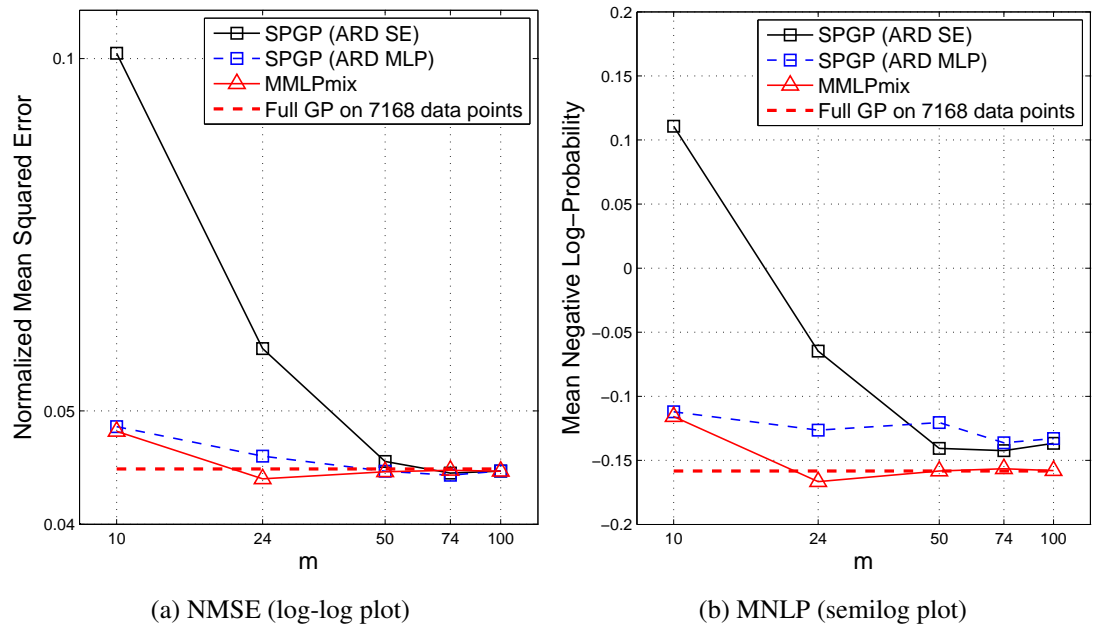 SPGP (ARD SE)
SPGP (ARD MLP)
MMLPmix
Full GP on 7168 data points
0.1
0.05
0.04
Normalized Mean Squared Error
10
24
50
74
100
m
(a) NMSE (log-log plot)
SPGP (ARD SE)
SPGP (ARD MLP)
MMLPmix
Full GP on 7168 data points
0.2
0.15
0.1
0.05
0
−0.05
−0.1
−0.15
−0.2
Mean Negative Log−Probability
10
24
50
74
100
m
(b) MNLP (semilog plot)